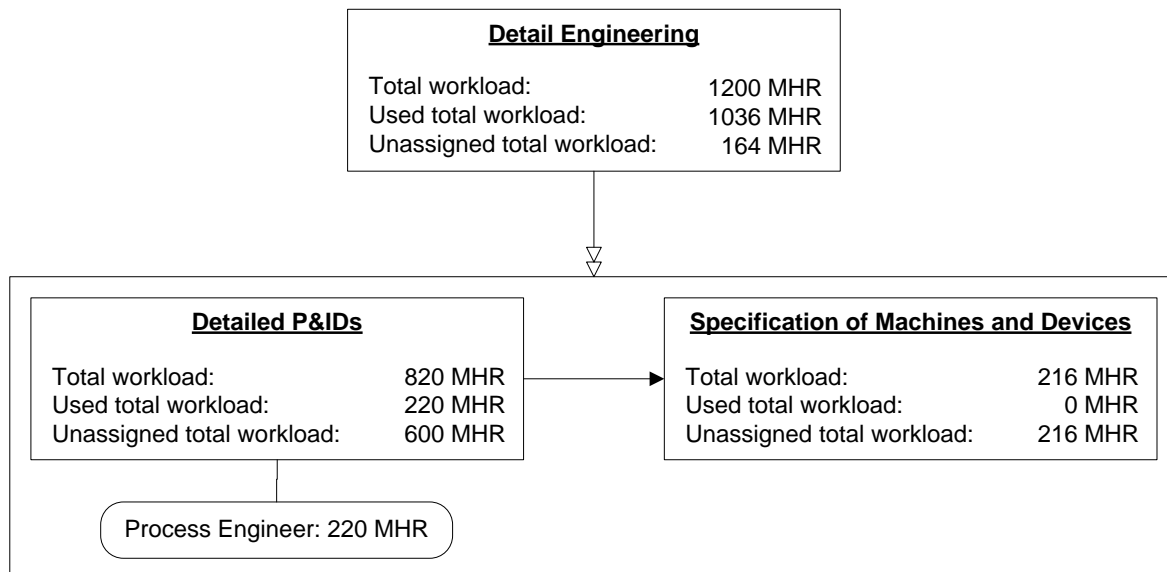 Detail Engineering
Total workload: 1200 MHR
Used total workload: 1036 MHR
Unassigned total workload: 164 MHR
Detailed P&IDs
Total workload: 820 MHR
Used total workload: 220 MHR
Unassigned total workload: 600 MHR
Process Engineer: 220 MHR
Specification of Machines and Devices
Total workload: 216 MHR
Used total workload: 0 MHR
Unassigned total workload: 216 MHR